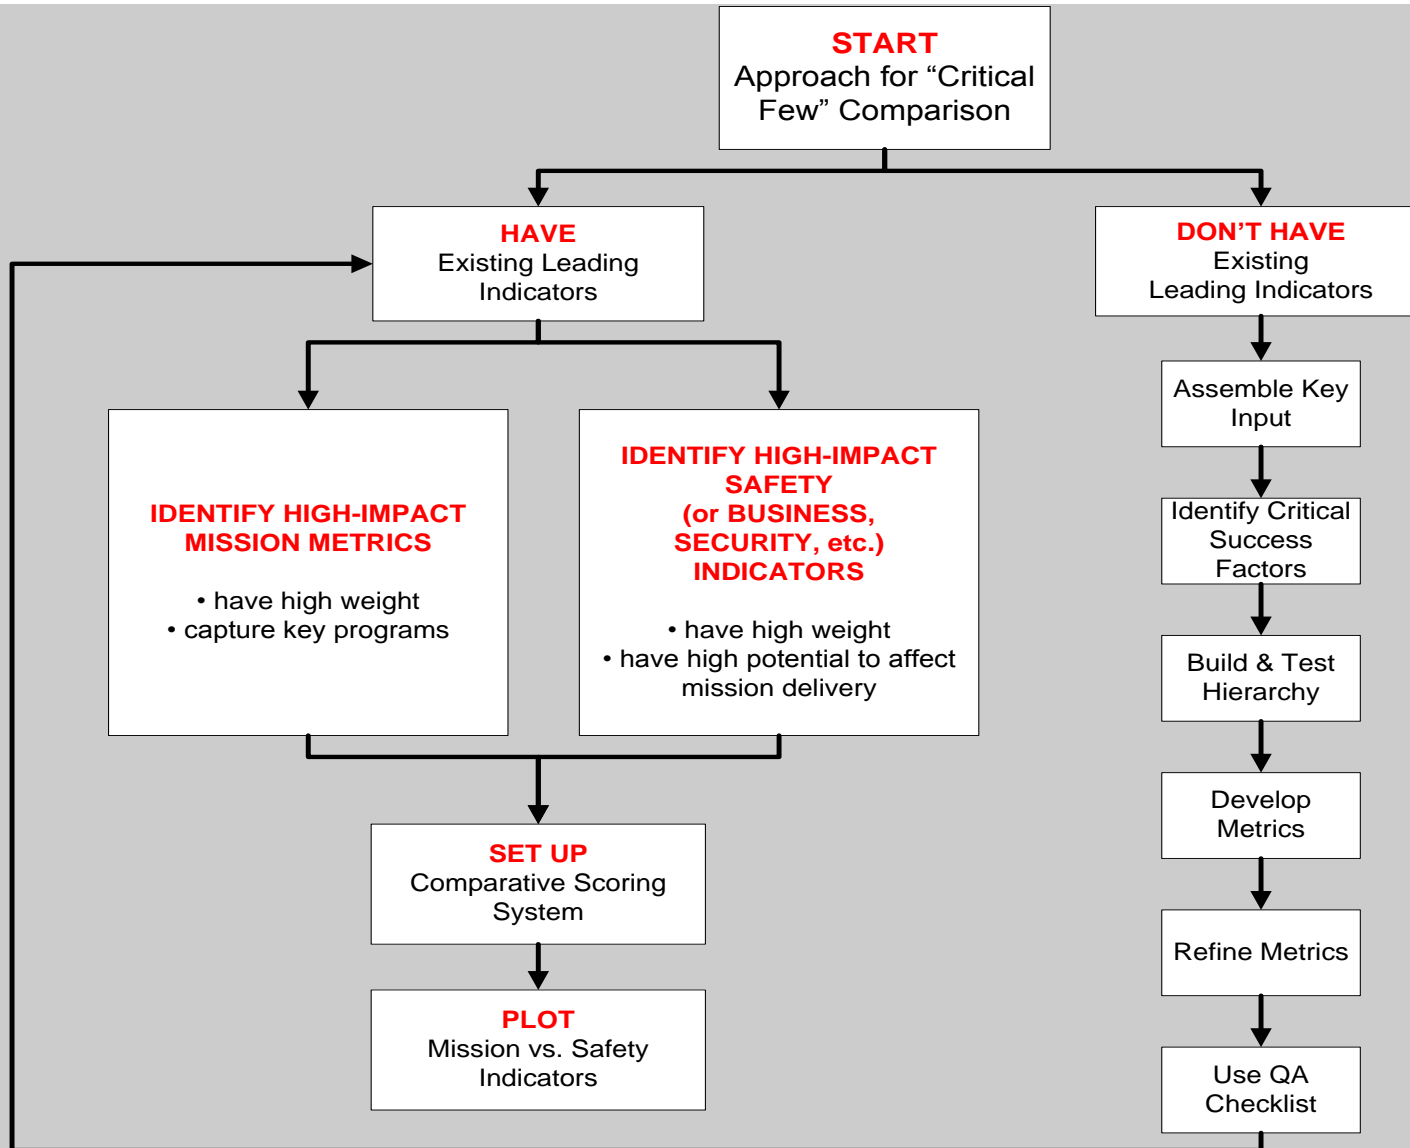 START
Approach for “Critical
Few” Comparison
HAVE
Existing Leading
Indicators
DON’T HAVE
Existing
Leading Indicators
IDENTIFY HIGH-IMPACT
MISSION METRICS
• have high weight
• capture key programs
IDENTIFY HIGH-IMPACT
SAFETY
(or BUSINESS,
SECURITY, etc.)
INDICATORS
• have high weight
• have high potential to affect
mission delivery
SET UP
Comparative Scoring
System
PLOT
Mission vs. Safety
Indicators
Assemble Key
Input
Identify Critical
Success
Factors
Build & Test
Hierarchy
Develop
Metrics
Refine Metrics
Use QA
Checklist